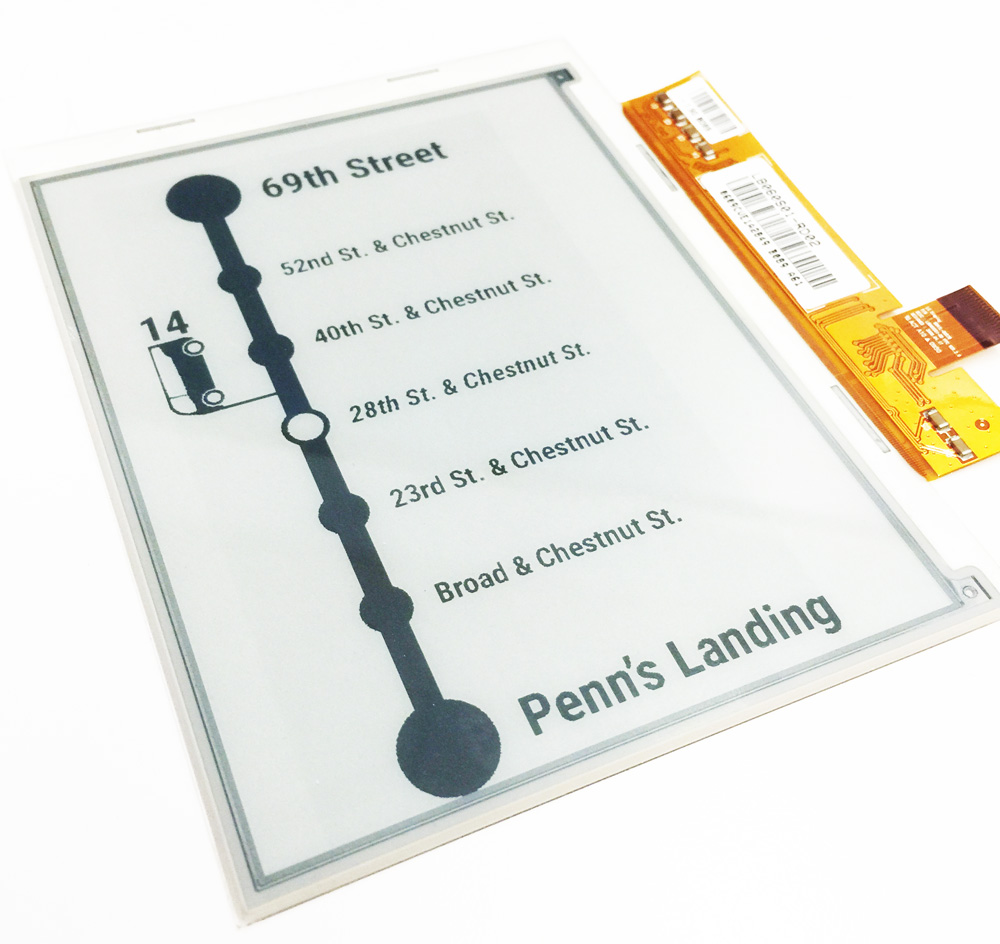 69th Street
52nd St. & Chestnut St.
40th St. & Chestnut St.
14
28th St. & Chestnut St.
23rd St. & Chestnut St.
Broad & Chestnut St.
Penn's Landing